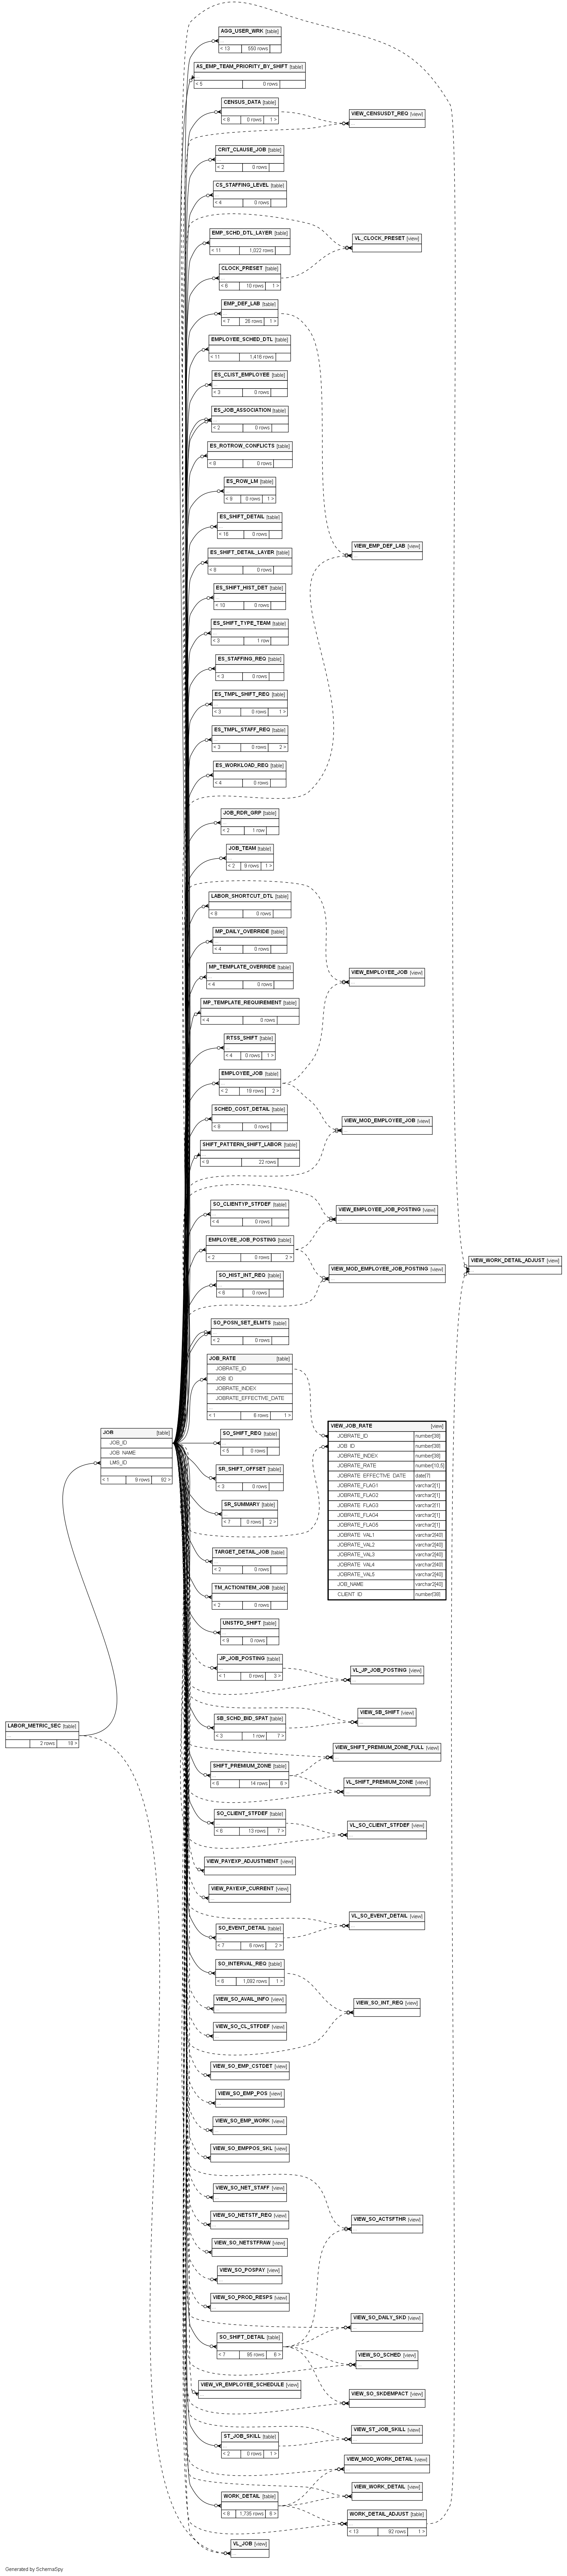 AGG_USER_WRK [table]
...
< 13 550 rows
AS_EMP_TEAM_PRIORITY_BY_SHIFT [table]
...
< 5 0 rows
CENSUS_DATA [table]
...
< 8 0 rows 1 >
VIEW_CENSUSDT_REQ [view]
...
CRIT_CLAUSE_JOB [table]
...
< 2 0 rows
CS_STAFFING_LEVEL [table]
...
< 4 0 rows
EMP_SCHD_DTL_LAYER [table]
...
< 11 1,022 rows
VL_CLOCK_PRESET [view]
...
CLOCK_PRESET [table]
...
< 6 10 rows 1 >
EMP_DEF_LAB [table]
...
< 7 26 rows 1 >
EMPLOYEE_SCHED_DTL [table]
...
< 11 1,418 rows
ES_CLIST_EMPLOYEE [table]
...
< 3 0 rows
ES_JOB_ASSOCIATION [table]
...
< 2 0 rows
ES_ROTROW_CONFLICTS [table]
...
< 8 0 rows
ES_ROW_LM [table]
...
< 9 0 rows 1 >
ES_SHIFT_DETAIL [table]
...
< 16 0 rows
ES_SHIFT_DETAIL_LAYER [table]
...
< 8 0 rows
VIEW_EMP_DEF_LAB [view]
...
ES_SHIFT_HIST_DET [table]
...
< 10 0 rows
ES_SHIFT_TYPE_TEAM [table]
...
< 3 1 row
ES_STAFFING_REQ [table]
...
< 3 0 rows
ES_TMPL_SHIFT_REQ [table]
...
< 3 0 rows 1 >
ES_TMPL_STAFF_REQ [table]
...
< 3 0 rows 2 >
ES_WORKLOAD_REQ [table]
...
< 4 0 rows
JOB_RDR_GRP [table]
...
< 2 1 row
JOB_TEAM [table]
...
< 2 9 rows 1 >
LABOR_SHORTCUT_DTL [table]
...
< 8 0 rows
MP_DAILY_OVERRIDE [table]
...
< 4 0 rows
MP_TEMPLATE_OVERRIDE [table]
...
< 4 0 rows
VIEW_EMPLOYEE_JOB [view]
...
MP_TEMPLATE_REQUIREMENT [table]
...
< 4 0 rows
RTSS_SHIFT [table]
...
< 4 0 rows 1 >
EMPLOYEE_JOB [table]
...
< 2 19 rows 2 >
SCHED_COST_DETAIL [table]
...
< 8 0 rows
VIEW_MOD_EMPLOYEE_JOB [view]
...
SHIFT_PATTERN_SHIFT_LABOR [table]
...
< 9 22 rows
SO_CLIENTYP_STFDEF [table]
...
< 4 0 rows
VIEW_EMPLOYEE_JOB_POSTING [view]
...
EMPLOYEE_JOB_POSTING [table]
...
< 2 0 rows 2 >
VIEW_WORK_DETAIL_ADJUST [view]
...
VIEW_MOD_EMPLOYEE_JOB_POSTING [view]
...
SO_HIST_INT_REQ [table]
...
< 8 0 rows
SO_POSN_SET_ELMTS [table]
...
< 2 0 rows
JOB_RATE [table]
JOBRATE_ID
JOB_ID
JOBRATE_INDEX
JOBRATE_EFFECTIVE_DATE
...
< 1 6 rows 1 >
JOB [table]
JOB_ID
JOB_NAME
LMS_ID
...
< 1 9 rows 92 >
VIEW_JOB_RATE [view]
JOBRATE_ID number[38]
JOB_ID number[38]
JOBRATE_INDEX number[38]
JOBRATE_RATE number[10,5]
JOBRATE_EFFECTIVE_DATE date[7]
JOBRATE_FLAG1 varchar2[1]
JOBRATE_FLAG2 varchar2[1]
JOBRATE_FLAG3 varchar2[1]
JOBRATE_FLAG4 varchar2[1]
JOBRATE_FLAG5 varchar2[1]
JOBRATE_VAL1 varchar2[40]
JOBRATE_VAL2 varchar2[40]
JOBRATE_VAL3 varchar2[40]
JOBRATE_VAL4 varchar2[40]
JOBRATE_VAL5 varchar2[40]
JOB_NAME varchar2[40]
CLIENT_ID number[38]
SO_SHIFT_REQ [table]
...
< 5 0 rows
SR_SHIFT_OFFSET [table]
...
< 3 0 rows
SR_SUMMARY [table]
...
< 7 0 rows 2 >
TARGET_DETAIL_JOB [table]
...
< 2 0 rows
TM_ACTIONITEM_JOB [table]
...
< 2 0 rows
UNSTFD_SHIFT [table]
...
< 9 0 rows
JP_JOB_POSTING [table]
...
< 1 0 rows 3 >
VL_JP_JOB_POSTING [view]
...
LABOR_METRIC_SEC [table]
...
2 rows 18 >
SB_SCHD_BID_SPAT [table]
...
< 3 1 row 7 >
VIEW_SB_SHIFT [view]
...
VIEW_SHIFT_PREMIUM_ZONE_FULL [view]
...
SHIFT_PREMIUM_ZONE [table]
...
< 6 14 rows 6 >
VL_SHIFT_PREMIUM_ZONE [view]
...
SO_CLIENT_STFDEF [table]
...
< 6 13 rows 7 >
VL_SO_CLIENT_STFDEF [view]
...
VIEW_PAYEXP_ADJUSTMENT [view]
...
VIEW_PAYEXP_CURRENT [view]
...
VL_SO_EVENT_DETAIL [view]
...
SO_EVENT_DETAIL [table]
...
< 7 6 rows 2 >
SO_INTERVAL_REQ [table]
...
< 6 1,092 rows 1 >
VIEW_SO_AVAIL_INFO [view]
...
VIEW_SO_INT_REQ [view]
...
VIEW_SO_CL_STFDEF [view]
...
VIEW_SO_EMP_CSTDET [view]
...
VIEW_SO_EMP_POS [view]
...
VIEW_SO_EMP_WORK [view]
...
VIEW_SO_EMPPOS_SKL [view]
...
VIEW_SO_NET_STAFF [view]
...
VIEW_SO_NETSTF_REQ [view]
...
VIEW_SO_ACTSFTHR [view]
...
VIEW_SO_NETSTFRAW [view]
...
VIEW_SO_POSPAY [view]
...
VIEW_SO_PROD_RESPS [view]
...
VIEW_SO_DAILY_SKD [view]
...
SO_SHIFT_DETAIL [table]
...
< 7 95 rows 6 >
VIEW_SO_SCHED [view]
...
VIEW_VR_EMPLOYEE_SCHEDULE [view]
...
VIEW_SO_SKDEMPACT [view]
...
ST_JOB_SKILL [table]
...
< 2 0 rows 1 >
VIEW_ST_JOB_SKILL [view]
...
VIEW_MOD_WORK_DETAIL [view]
...
VIEW_WORK_DETAIL [view]
...
WORK_DETAIL [table]
...
< 8 1,735 rows 6 >
WORK_DETAIL_ADJUST [table]
...
< 13 92 rows 1 >
VL_JOB [view]
...
Generated by SchemaSpy